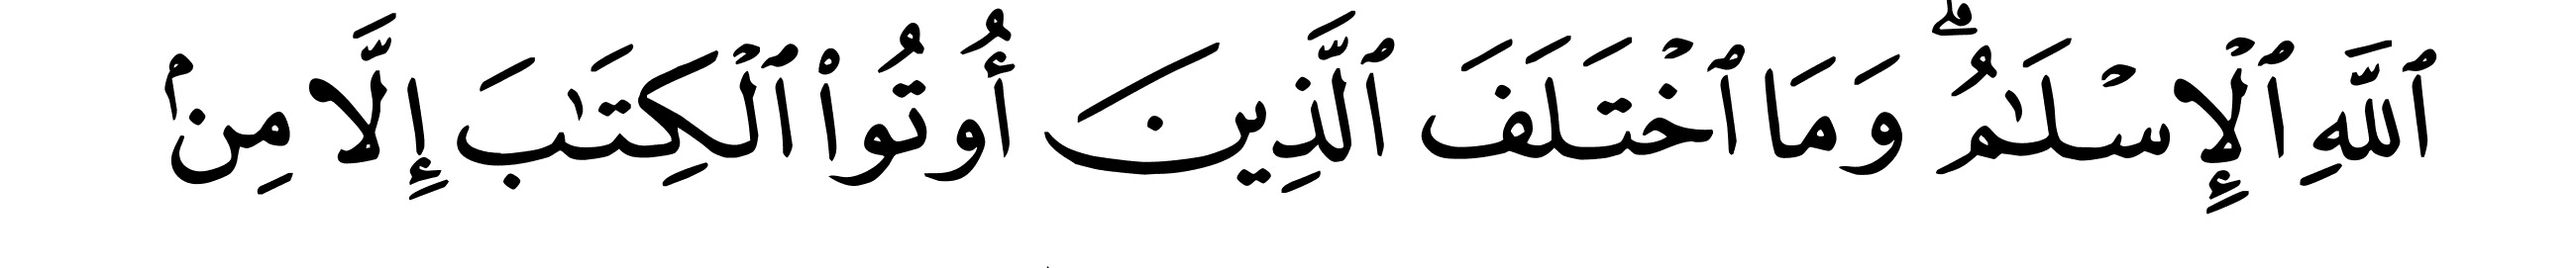 ٱللَّهِ ٱلْإِسْلَـٰمُ ۗ وَمَا ٱخْتَلَفَ ٱلَّذِينَ أُوتُوا۟ ٱلْكِتَـٰبَ إِلَّا مِنۢ